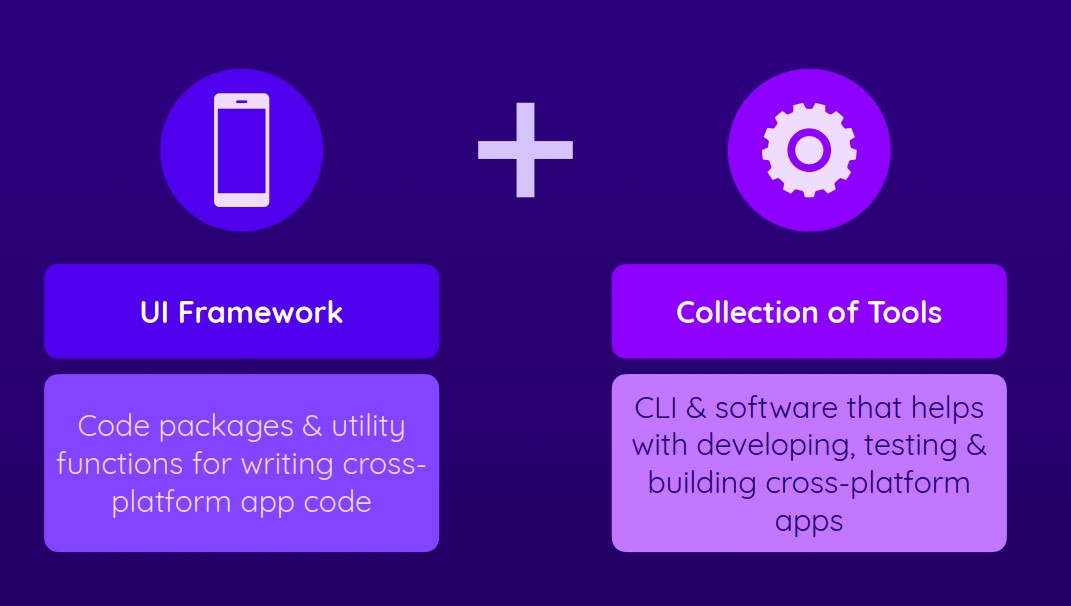 UI Framework
Collection of Tools
Code packages & utility
functions for writing cross-
platform app code
CLI & software that helps
with developing, testing &
building cross-platform
apps